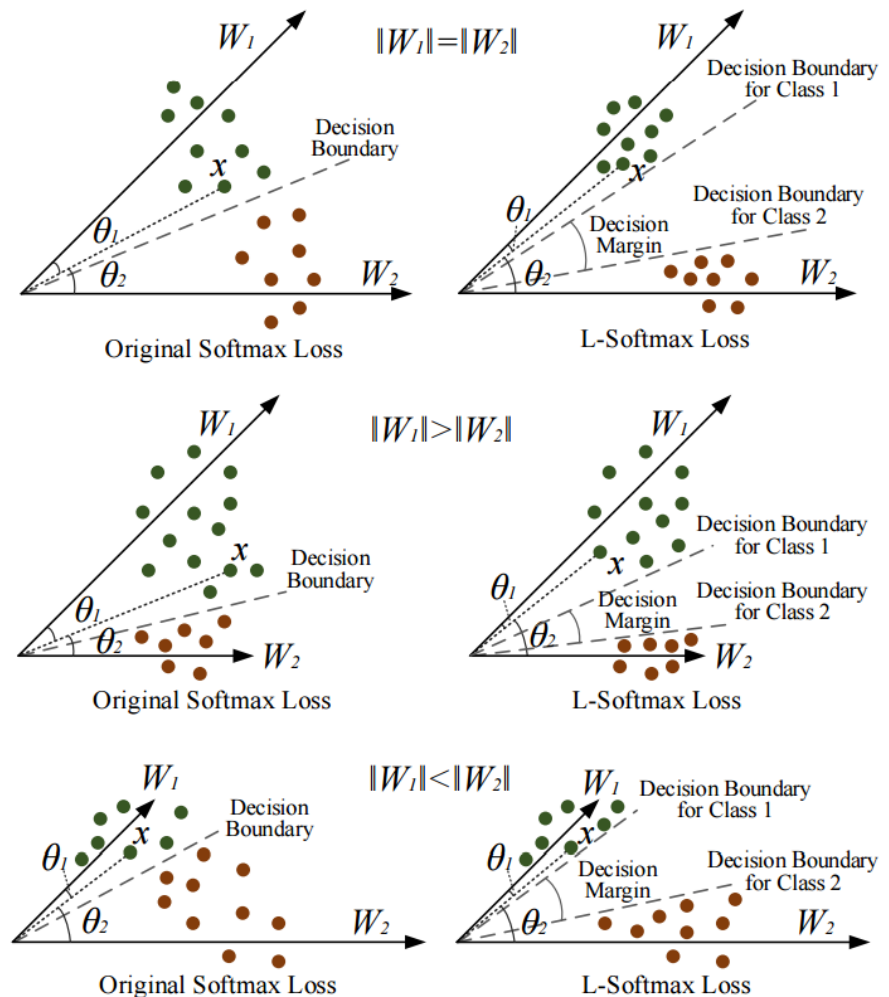 W₁
‖W₁‖=‖W₂‖
W₁
Decision
Boundary
x
θ₁
θ₂
W₂
Original Softmax Loss
Decision Boundary
for Class 1
x
Decision Boundary
for Class 2
θ₁
Decision
Margin
θ₂
W₂
L-Softmax Loss
W₁
‖W₁‖>‖W₂‖
W₁
x
Decision
Boundary
θ₁
θ₂
W₂
Original Softmax Loss
Decision Boundary
for Class 1
x
θ₁
Decision
Margin
Decision Boundary
for Class 2
θ₂
W₂
L-Softmax Loss
W₁
‖W₁‖<‖W₂‖
W₁
Decision
Boundary
x
θ₁
θ₂
W₂
Original Softmax Loss
Decision Boundary
for Class 1
x
θ₁
Decision
Margin
Decision Boundary
for Class 2
θ₂
W₂
L-Softmax Loss